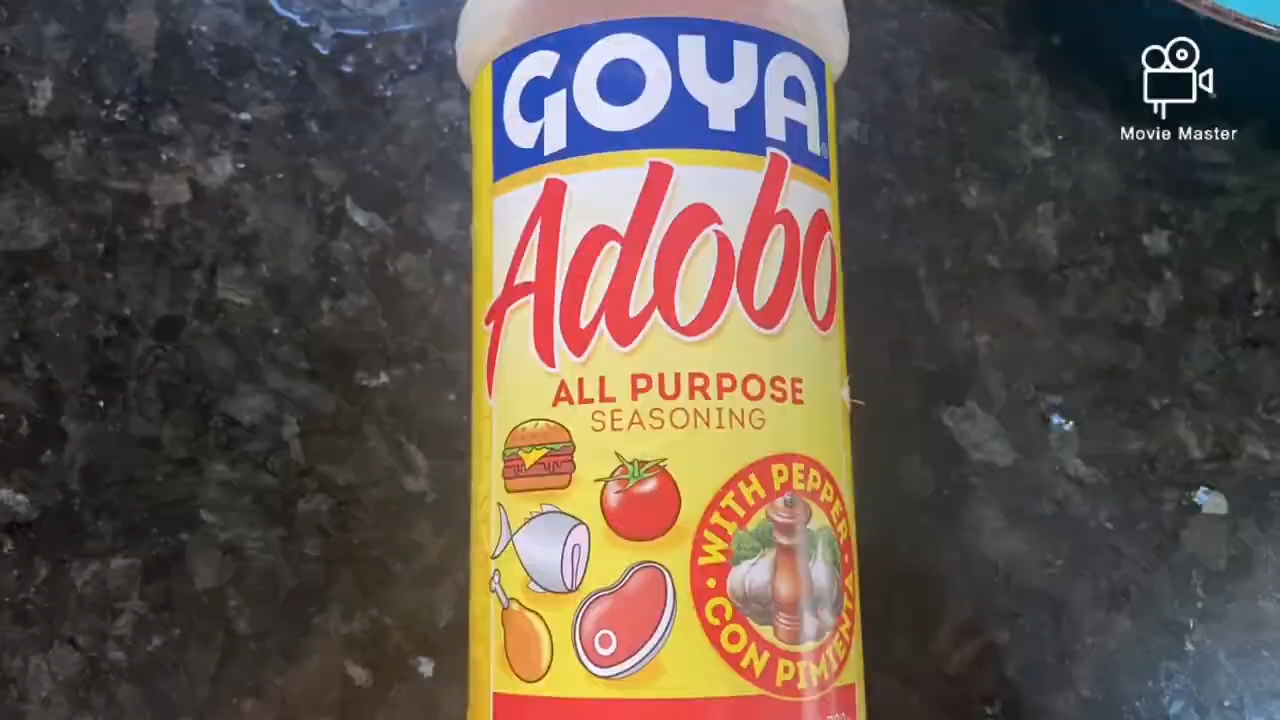 GOYA
Adobo
ALL PURPOSE
SEASONING
WITH PEPPER
CON PIMIENTA
Movie Master